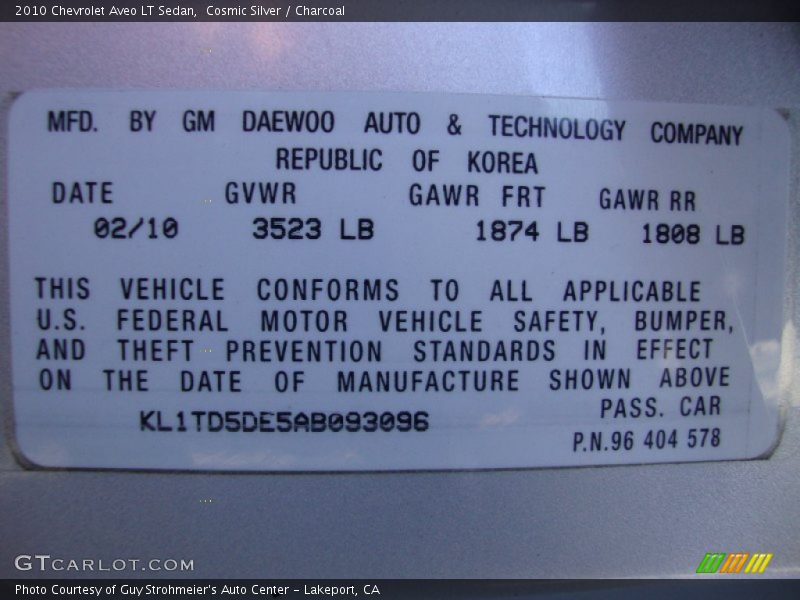 2010 Chevrolet Aveo LT Sedan,  Cosmic Silver / Charcoal
MFD. BY GM DAEWOO AUTO & TECHNOLOGY COMPANY
REPUBLIC OF KOREA
DATE GVWR GAWR FRT GAWR RR
02/10 3523 LB 1874 LB 1808 LB
THIS VEHICLE CONFORMS TO ALL APPLICABLE
U.S. FEDERAL MOTOR VEHICLE SAFETY, BUMPER,
AND THEFT PREVENTION STANDARDS IN EFFECT
ON THE DATE OF MANUFACTURE SHOWN ABOVE
KL1TD5DE5AB093096 PASS. CAR
P.N.96 404 578
GTCARLOT.COM
Photo Courtesy of Guy Strohmeier's Auto Center - Lakeport, CA